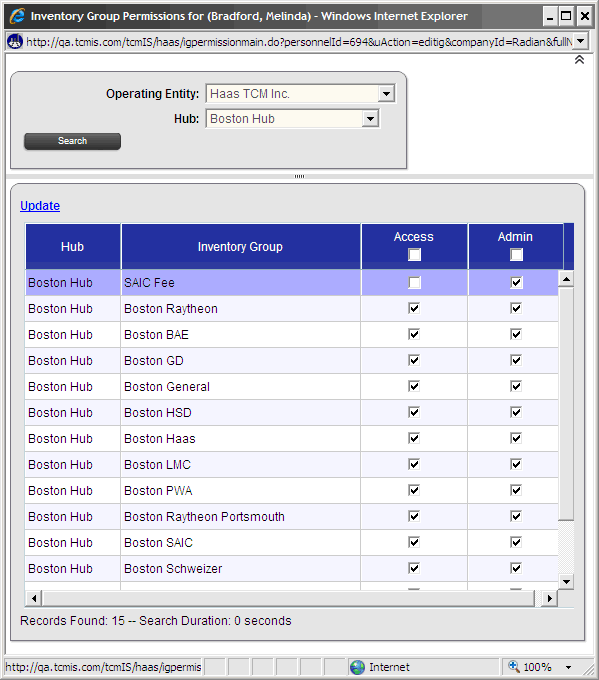 Inventory Group Permissions for (Bradford, Melinda) - Windows Internet Explorer
http://qa.tcmis.com/tcmIS/haas/igpermissionmain.do?personnelId=694&uAction=editig&companyId=Radian&fullN
Operating Entity: Haas TCM Inc.
Hub: Boston Hub
Search
Update
Hub Inventory Group Access Admin
Boston Hub SAIC Fee
Boston Hub Boston Raytheon
Boston Hub Boston BAE
Boston Hub Boston GD
Boston Hub Boston General
Boston Hub Boston HSD
Boston Hub Boston Haas
Boston Hub Boston LMC
Boston Hub Boston PWA
Boston Hub Boston Raytheon Portsmouth
Boston Hub Boston SAIC
Boston Hub Boston Schweizer
Records Found: 15 -- Search Duration: 0 seconds
http://qa.tcmis.com/tcmIS/haas/igpermis Internet 100%